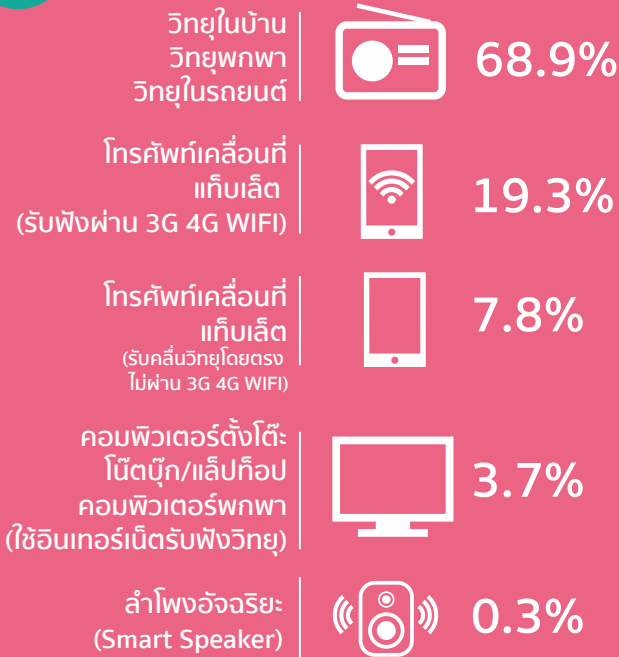 วิทยุในบ้าน
วิทยุพกพา
วิทยุในรถยนต์
68.9%
โทรศัพท์เคลื่อนที่
แท็บเล็ต
(รับฟังผ่าน 3G 4G WIFI)
19.3%
โทรศัพท์เคลื่อนที่
แท็บเล็ต
(รับคลื่นวิทยุโดยตรง
ไม่ผ่าน 3G 4G WIFI)
7.8%
คอมพิวเตอร์ตั้งโต๊ะ
โน๊ตบุ๊ก/แล็ปท็อป
คอมพิวเตอร์พกพา
(ใช้อินเทอร์เน็ตรับฟังวิทยุ)
3.7%
ลำโพงอัจฉริยะ
(Smart Speaker)
0.3%